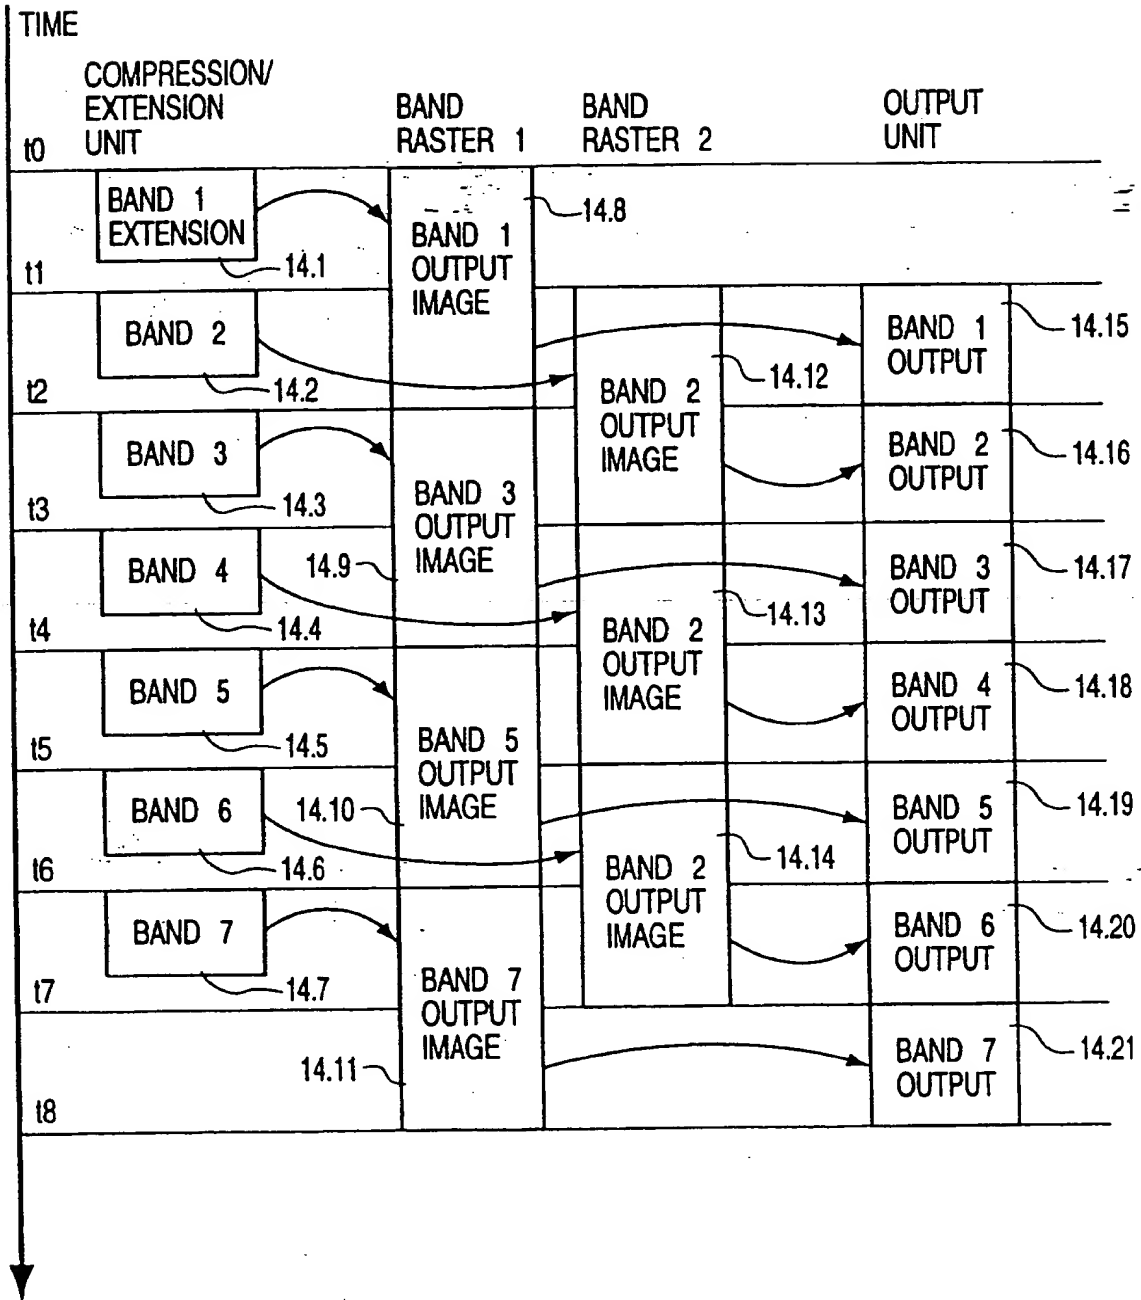 TIME
COMPRESSION/
EXTENSION
UNIT
BAND
RASTER 1
BAND
RASTER 2
OUTPUT
UNIT
t0
BAND 1
EXTENSION
14.1
BAND 1
OUTPUT
IMAGE
14.8
t1
BAND 2
14.2
BAND 2
OUTPUT
IMAGE
14.12
BAND 1
OUTPUT
14.15
t2
BAND 3
14.3
BAND 3
OUTPUT
IMAGE
14.9
BAND 2
OUTPUT
14.16
t3
BAND 4
14.4
BAND 2
OUTPUT
IMAGE
14.13
BAND 3
OUTPUT
14.17
t4
BAND 5
14.5
BAND 5
OUTPUT
IMAGE
14.10
BAND 4
OUTPUT
14.18
t5
BAND 6
14.6
BAND 2
OUTPUT
IMAGE
14.14
BAND 5
OUTPUT
14.19
t6
BAND 7
14.7
BAND 7
OUTPUT
IMAGE
14.11
BAND 6
OUTPUT
14.20
t7
BAND 7
OUTPUT
14.21
t8